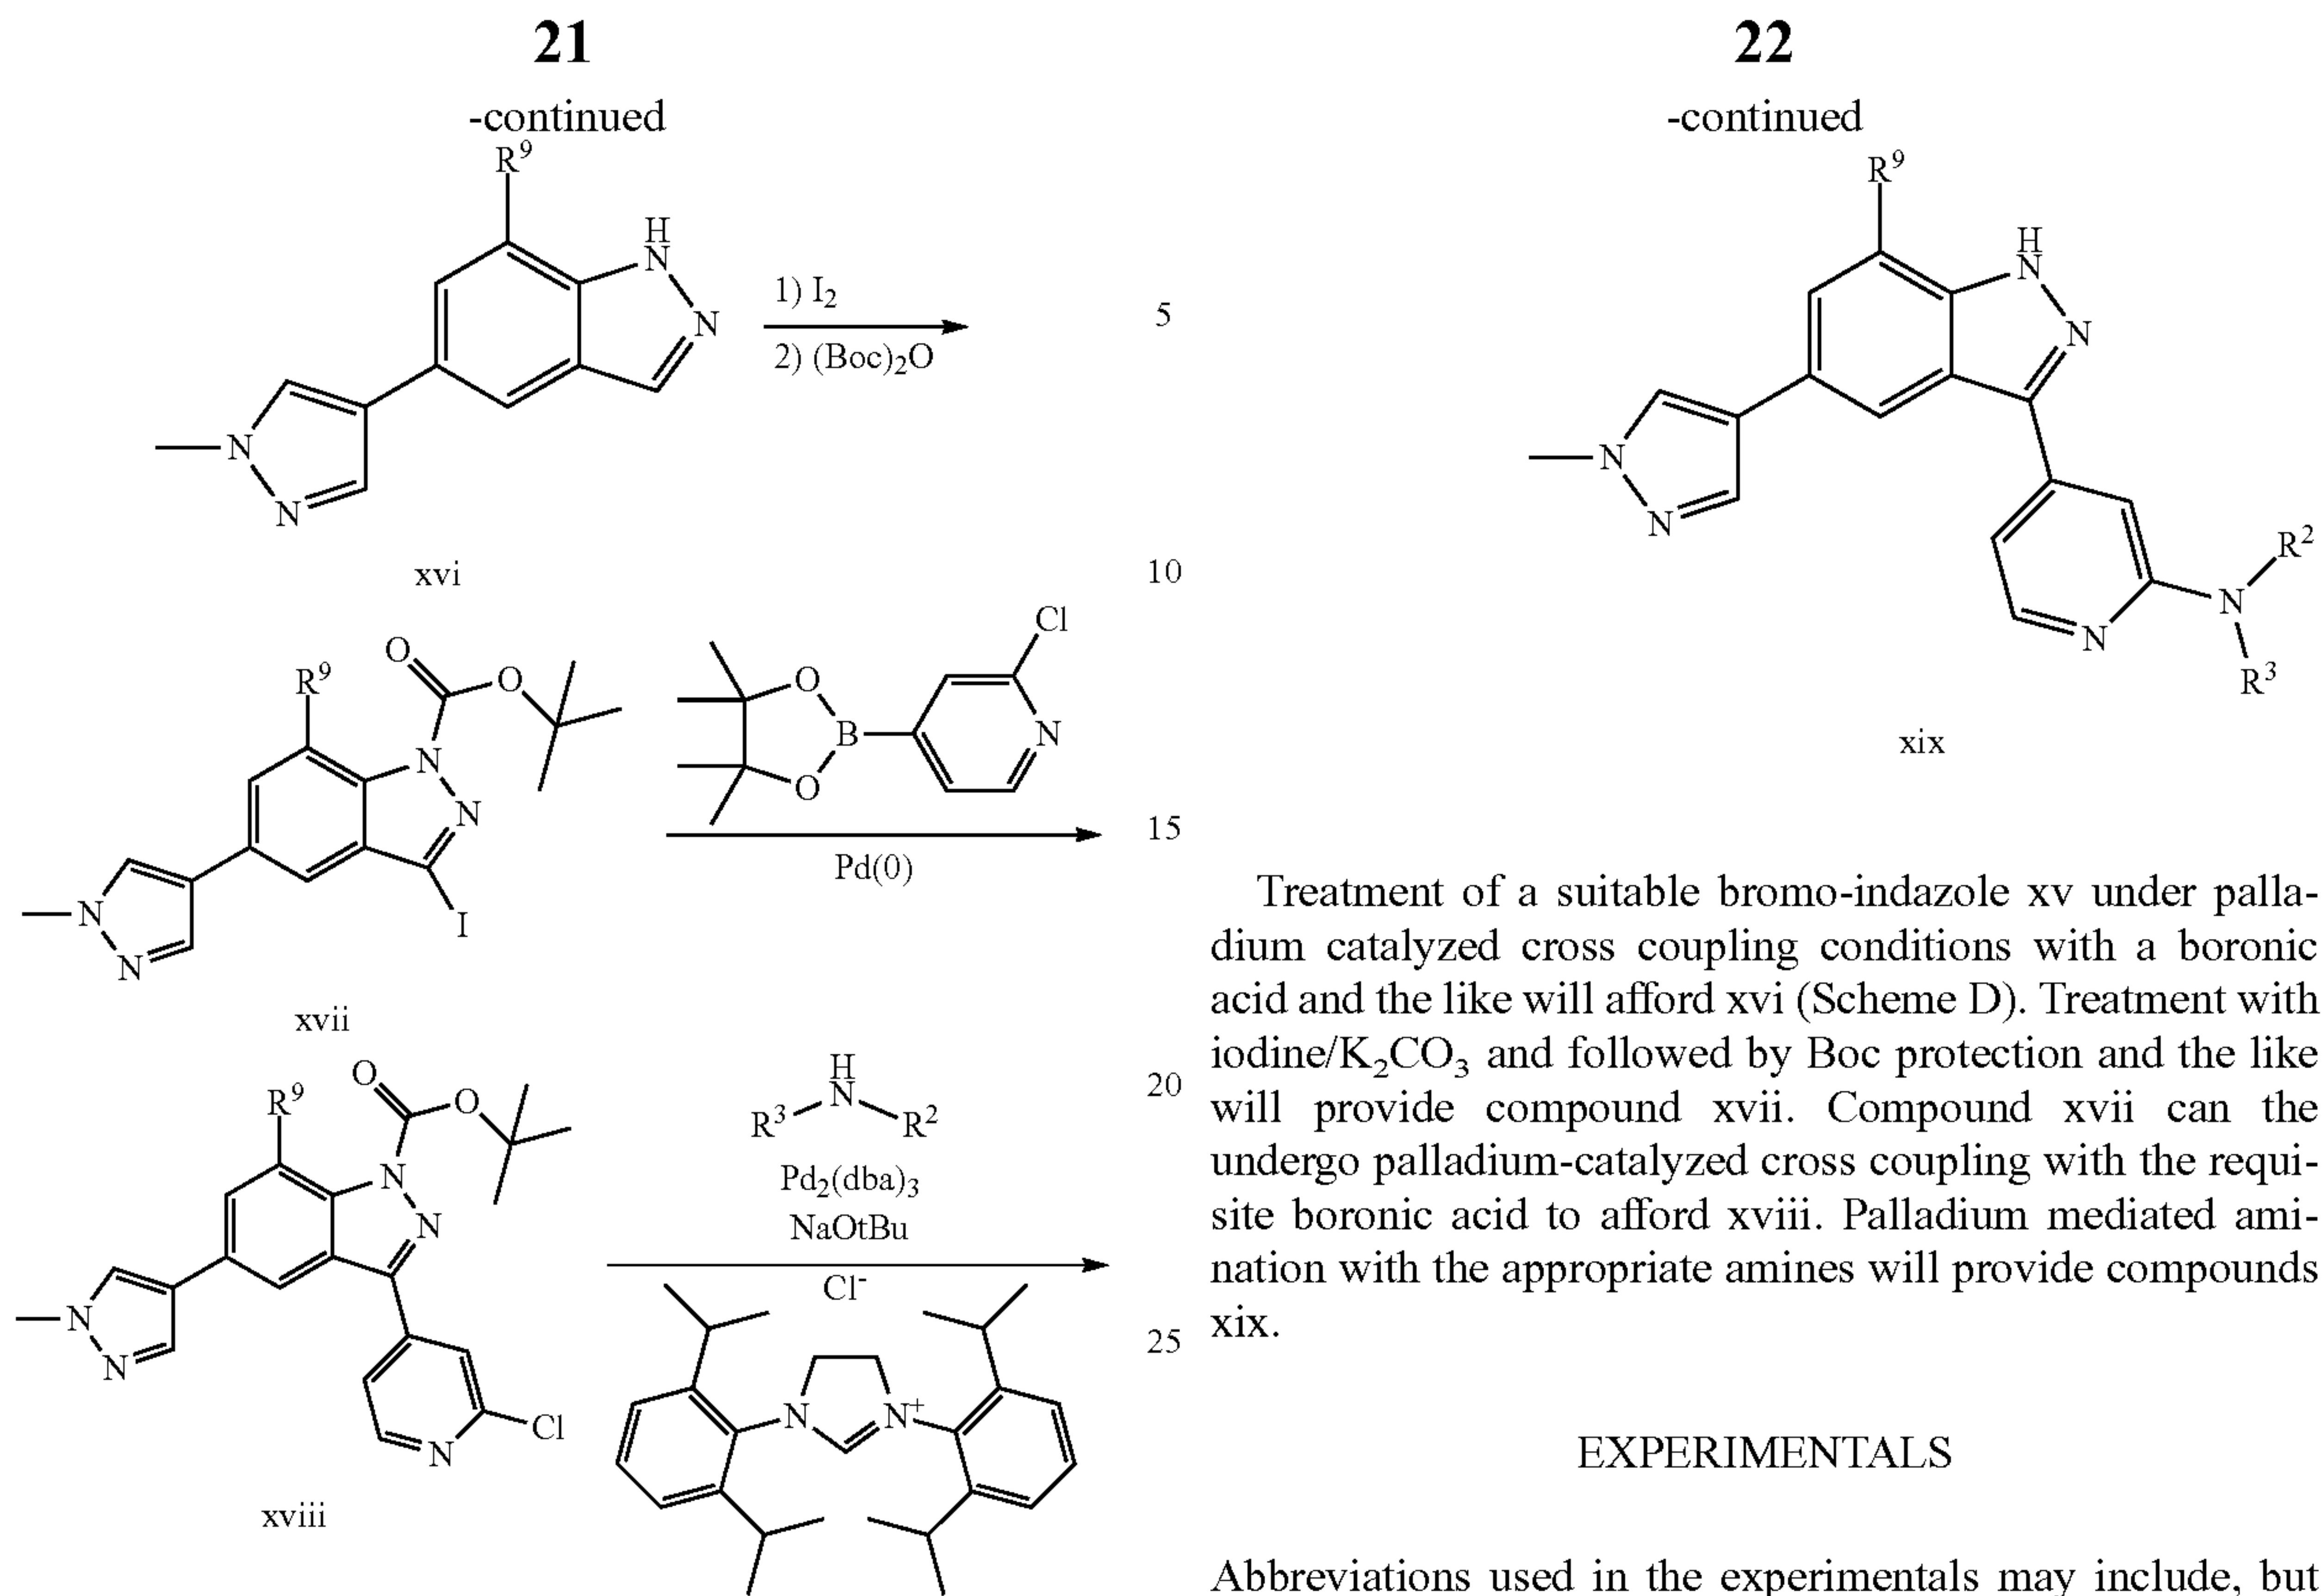 21
-continued
R⁹
H
N
N
N
N
1) I₂
2) (Boc)₂O
xvi
R⁹
O
O
N
N
N
N
I
xvii
Cl
O
B
O
N
Pd(0)
R⁹
O
O
N
N
N
N
N
Cl
xviii
H
R³ N R²
Pd₂(dba)₃
NaOtBu
Cl⁻
N N⁺
22
-continued
R⁹
H
N
N
N
N
N
N
R²
R³
xix
5
10
15
20
25
Treatment of a suitable bromo-indazole xv under palla-
dium catalyzed cross coupling conditions with a boronic
acid and the like will afford xvi (Scheme D). Treatment with
iodine/K₂CO₃ and followed by Boc protection and the like
will provide compound xvii. Compound xvii can the
undergo palladium-catalyzed cross coupling with the requi-
site boronic acid to afford xviii. Palladium mediated ami-
nation with the appropriate amines will provide compounds
xix.
EXPERIMENTALS
Abbreviations used in the experimentals may include, but